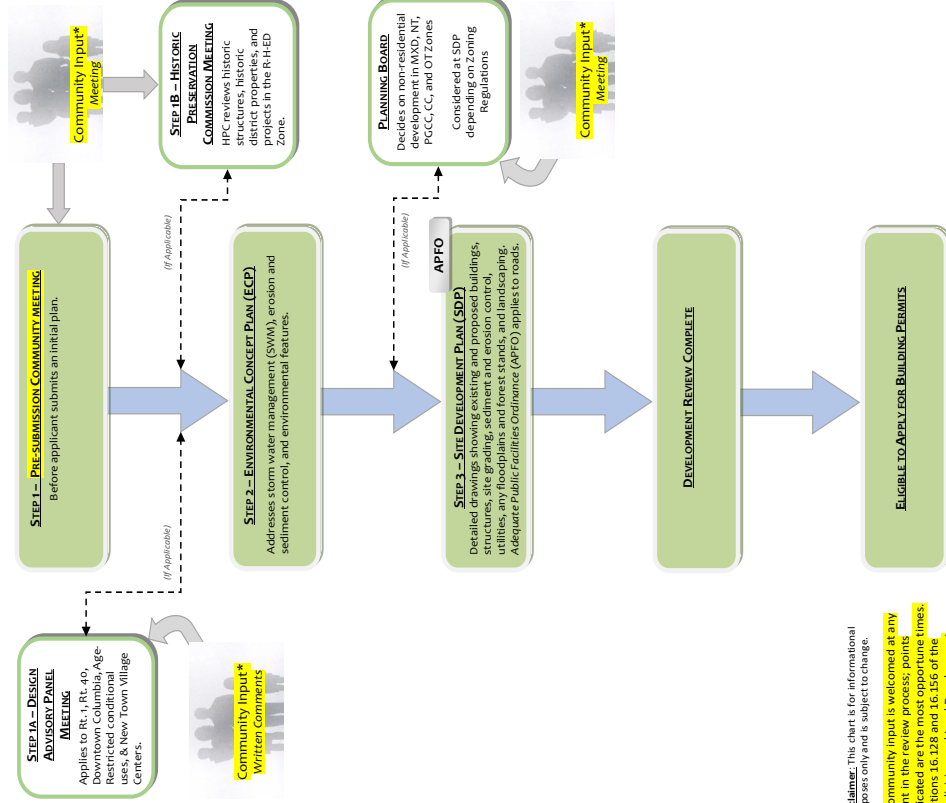 Community Input*
Meeting
STEP 1 – PRE-SUBMISSION COMMUNITY MEETING
Before applicant submits an initial plan.
STEP 1A – DESIGN
ADVISORY PANEL
MEETING
Applies to Rt. 1, Rt. 40,
Downtown Columbia, Age-
Restricted conditional
uses, & New Town Village
Centers.
Community Input*
Written Comments
(If Applicable)
(If Applicable)
STEP 1B – HISTORIC
PRESERVATION
COMMISSION MEETING
HPC reviews historic
structures, historic
district properties, and
projects in the R-H-ED
Zone.
STEP 2 – ENVIRONMENTAL CONCEPT PLAN (ECP)
Addresses storm water management (SWM), erosion and
sediment control, and environmental features.
(If Applicable)
PLANNING BOARD
Decides on non-residential
development in MXD, NT,
PGCC, CC, and OT Zones
Considered at SDP
depending on Zoning
Regulations
Community Input*
Meeting
APFO
STEP 3 – SITE DEVELOPMENT PLAN (SDP)
Detailed drawings showing existing and proposed buildings,
structures, site grading, sediment and erosion control,
utilities, any floodplains and forest stands, and landscaping.
Adequate Public Facilities Ordinance (APFO) applies to roads.
DEVELOPMENT REVIEW COMPLETE
ELIGIBLE TO APPLY FOR BUILDING PERMITS
laimer: This chart is for informational
poses only and is subject to change.
ommunity input is welcomed at any
nt in the review process; points
icated are the most opportune times.
tions 16.128 and 16.156 of the